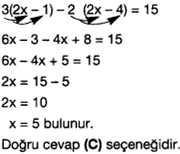 3(2x – 1) – 2 (2x – 4) = 15
6x – 3 – 4x + 8 = 15
6x – 4x + 5 = 15
2x = 15 – 5
2x = 10
x = 5 bulunur.
Doğru cevap (C) seçeneğidir.